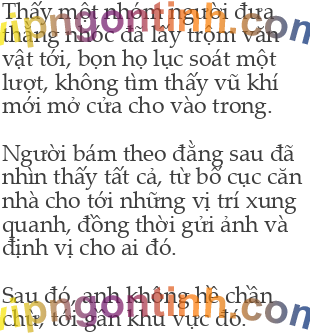 Thấy một nhóm người đưa
thằng nhóc đã lấy trộm văn
vật tới, bọn họ lục soát một
lượt, không tìm thấy vũ khí
mới mở cửa cho vào trong.
Người bám theo đằng sau đã
nhìn thấy tất cả, từ bố cục căn
nhà cho tới những vị trí xung
quanh, đồng thời gửi ảnh và
định vị cho ai đó.
Sau đó, anh không hề chần
chừ, tới gần khu vực đó.